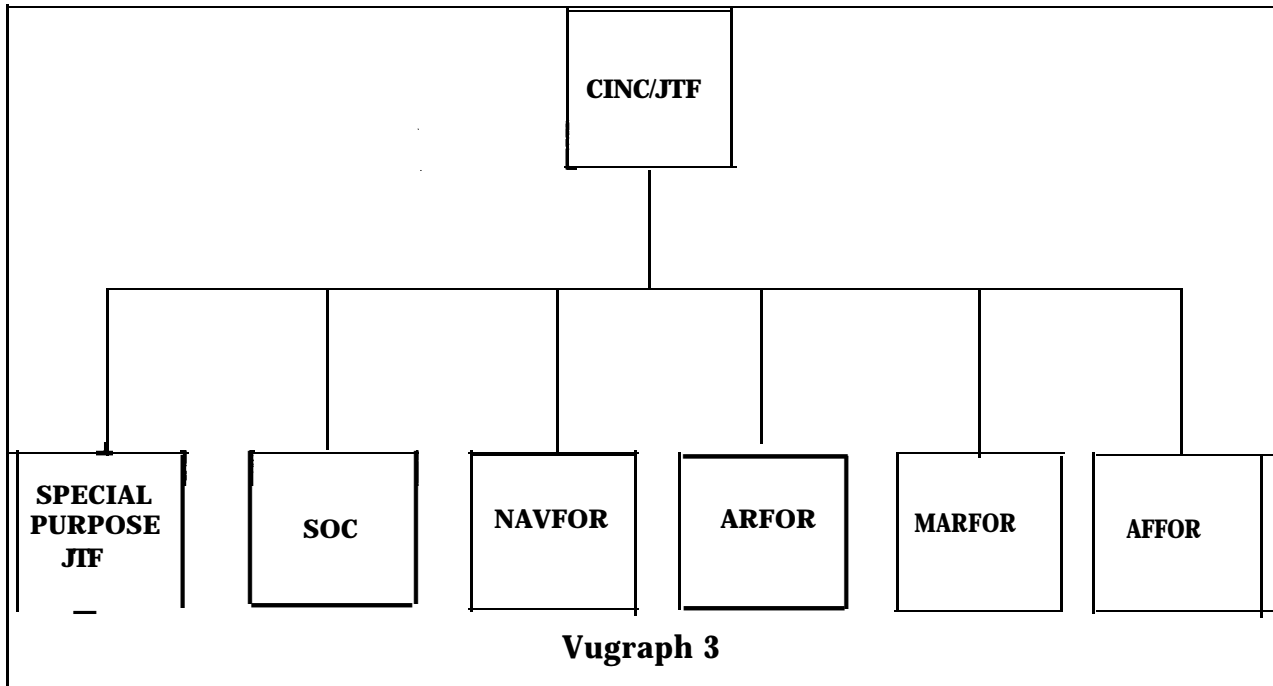 CINC/JTF
SPECIAL
PURPOSE
JTF
SOC
NAVFOR
ARFOR
MARFOR
AFFOR
Vugraph 3